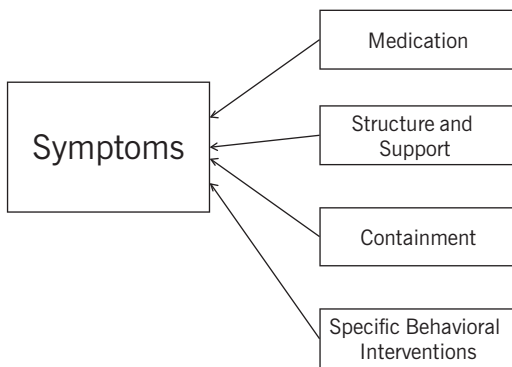 Medication
Symptoms
Structure and
Support
Containment
Specific Behavioral
Interventions